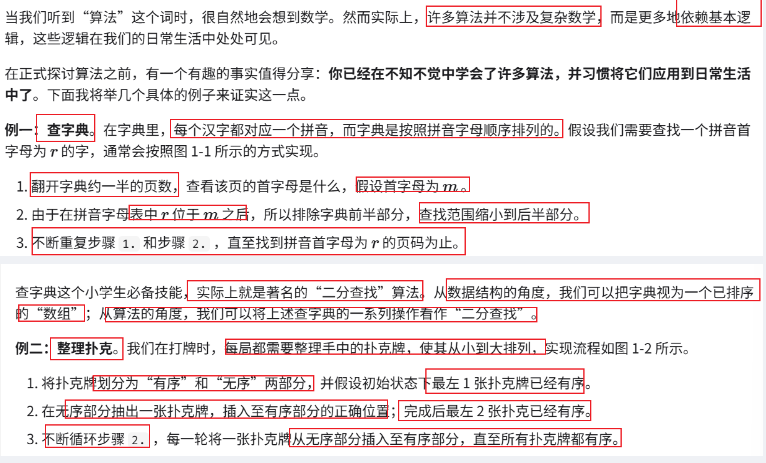 当我们听到“算法”这个词时，很自然地会想到数学。然而实际上，许多算法并不涉及复杂数学，而是更多地依赖基本逻
辑，这些逻辑在我们的日常生活中处处可见。
在正式探讨算法之前，有一个有趣的事实值得分享：你已经在不知不觉中学会了许多算法，并习惯将它们应用到日常生活
中了。下面我将举几个具体的例子来证实这一点。
例一：查字典。在字典里，每个汉字都对应一个拼音，而字典是按照拼音字母顺序排列的。假设我们需要查找一个拼音首
字母为 r 的字，通常会按照图 1-1 所示的方式实现。
1. 翻开字典约一半的页数，查看该页的首字母是什么，假设首字母为 m 。
2. 由于在拼音字母表中 r 位于 m 之后，所以排除字典前半部分，查找范围缩小到后半部分。
3. 不断重复步骤 1. 和步骤 2. ，直至找到拼音首字母为 r 的页码为止。
查字典这个小学生必备技能，实际上就是著名的“二分查找”算法。从数据结构的角度，我们可以把字典视为一个已排序
的“数组”；从算法的角度，我们可以将上述查字典的一系列操作看作“二分查找”。
例二：整理扑克。我们在打牌时，每局都需要整理手中的扑克牌，使其从小到大排列，实现流程如图 1-2 所示。
1. 将扑克牌划分为“有序”和“无序”两部分，并假设初始状态下最左 1 张扑克牌已经有序。
2. 在无序部分抽出一张扑克牌，插入至有序部分的正确位置；完成后最左 2 张扑克已经有序。
3. 不断循环步骤 2. ，每一轮将一张扑克牌从无序部分插入至有序部分，直至所有扑克牌都有序。